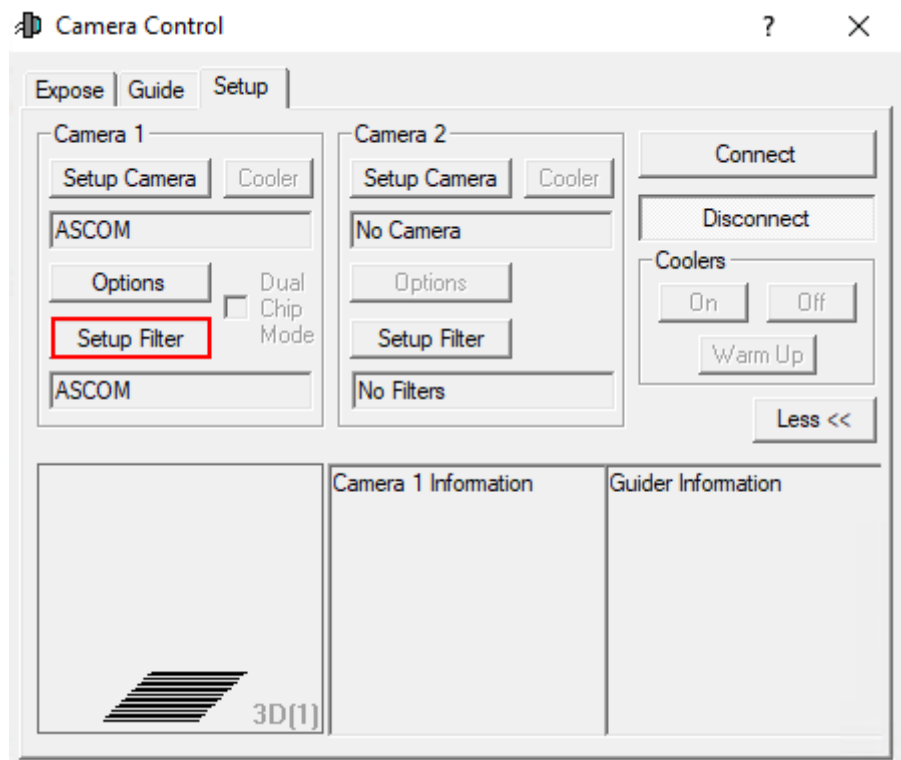 Camera Control
?
Expose Guide Setup
Camera 1
Setup Camera Cooler
ASCOM
Options
Dual
Chip
Mode
Setup Filter
ASCOM
Camera 2
Setup Camera Cooler
No Camera
Options
Setup Filter
No Filters
Connect
Disconnect
Coolers
On Off
Warm Up
Less <<
3D(1)
Camera 1 Information
Guider Information